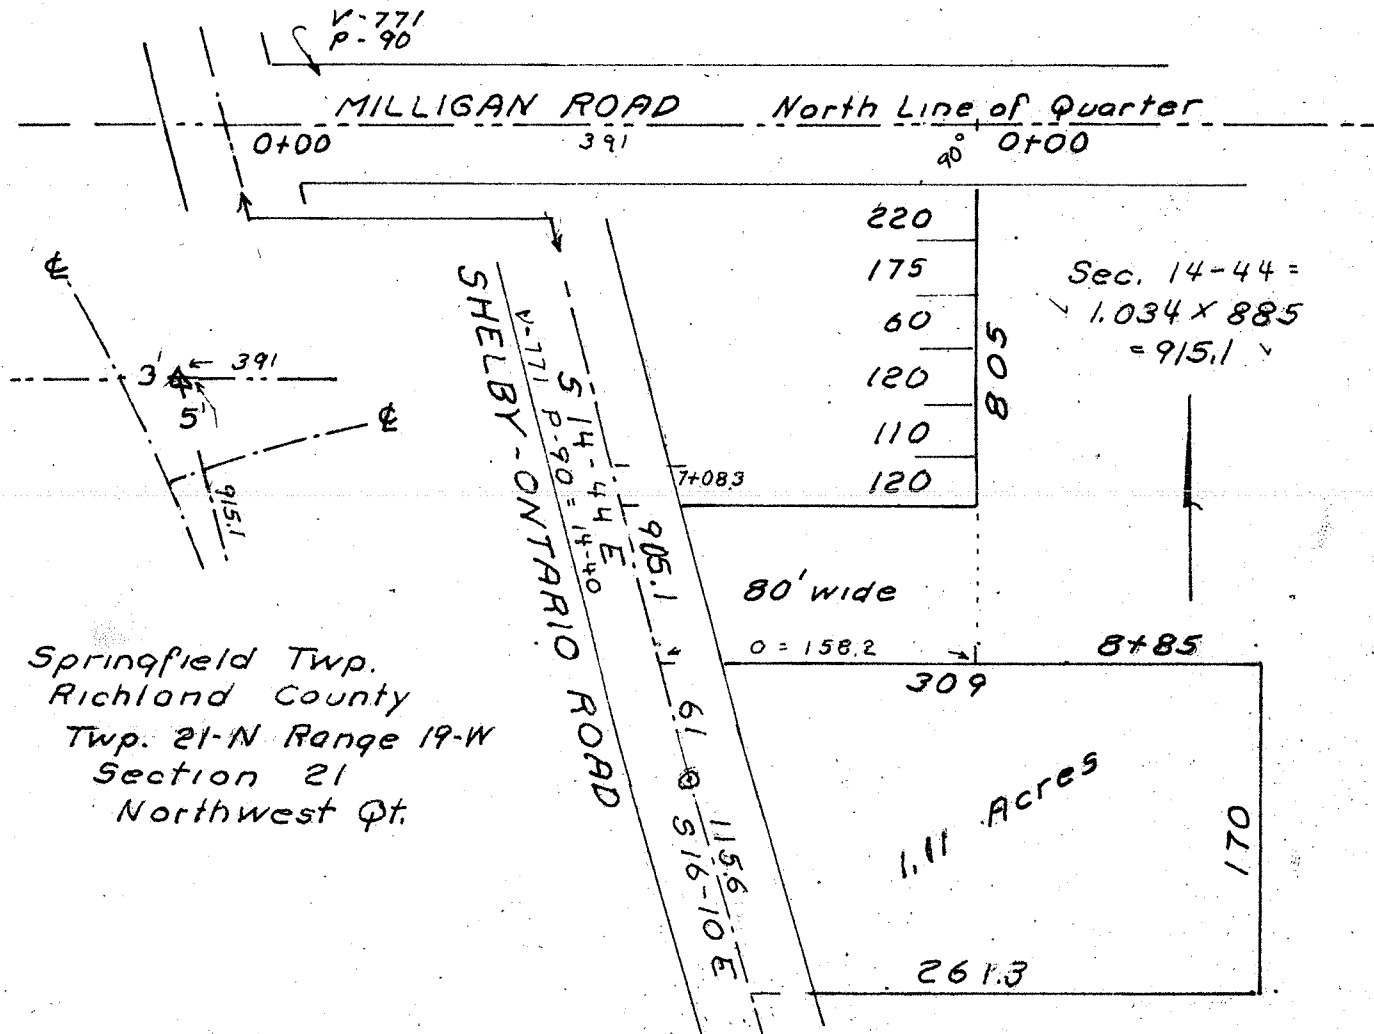 V-771
P-90
MILLIGAN ROAD North Line of Quarter
0+00 391 90° 0+00
220
175
60
120
110
120
805
Sec. 14-44 =
1.034 X 885
= 915.1
℄
3' 391
5'
℄
915.1
SHELBY-ONTARIO ROAD
V-771 P-90 = 14-40
S 14-44 E
7+083
905.1
80' wide
0 = 158.2
8+85
309
61
115.6
S 16-10 E
1.11 Acres
170
261.3
Springfield Twp.
Richland County
Twp. 21-N Range 19-W
Section 21
Northwest Qt.